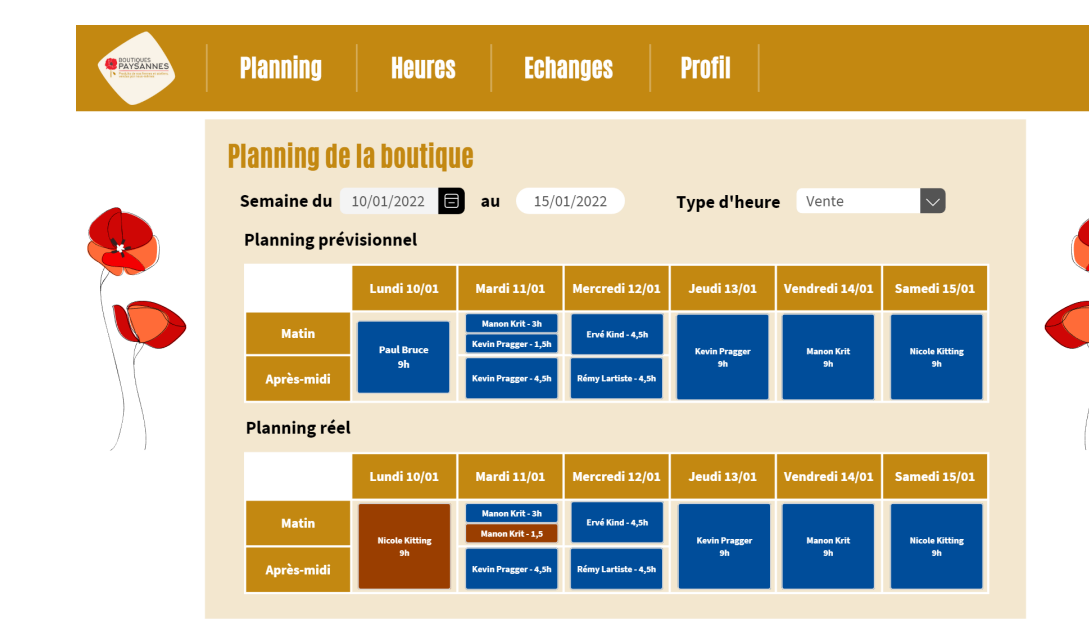 BOUTIQUES
PAYSANNES
Planning
Heures
Echanges
Profil
Planning de la boutique
Semaine du 10/01/2022 au 15/01/2022 Type d'heure Vente
Planning prévisionnel
Lundi 10/01 Mardi 11/01 Mercredi 12/01 Jeudi 13/01 Vendredi 14/01 Samedi 15/01
Matin
Après-midi
Paul Bruce
9h
Manon Krit - 3h
Kevin Pragger - 1,5h
Kevin Pragger - 4,5h
Ervé Kind - 4,5h
Rémy Lartiste - 4,5h
Kevin Pragger
9h
Manon Krit
9h
Nicole Kitting
9h
Planning réel
Lundi 10/01 Mardi 11/01 Mercredi 12/01 Jeudi 13/01 Vendredi 14/01 Samedi 15/01
Matin
Après-midi
Nicole Kitting
9h
Manon Krit - 3h
Manon Krit - 1,5
Kevin Pragger - 4,5h
Ervé Kind - 4,5h
Rémy Lartiste - 4,5h
Kevin Pragger
9h
Manon Krit
9h
Nicole Kitting
9h